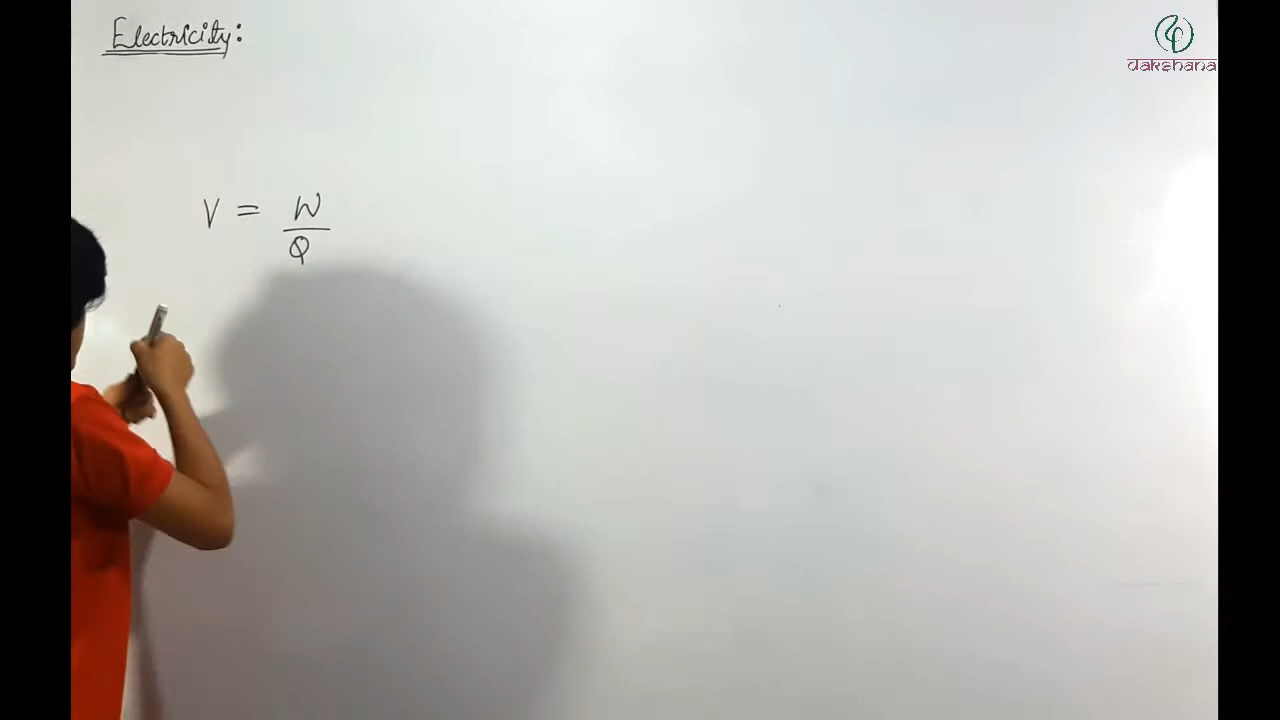 Electricity:
dakshana
V = W
Q